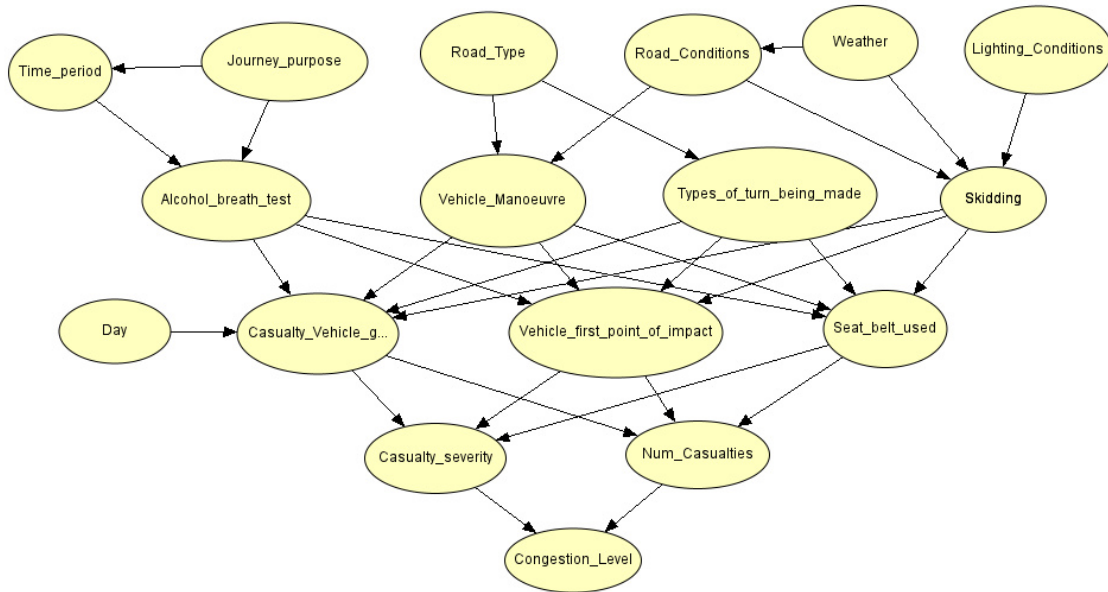 Time_period
Journey_purpose
Road_Type
Road_Conditions
Weather
Lighting_Conditions
Alcohol_breath_test
Vehicle_Manoeuvre
Types_of_turn_being_made
Skidding
Day
Casualty_Vehicle_g...
Vehicle_first_point_of_impact
Seat_belt_used
Casualty_severity
Num_Casualties
Congestion_Level